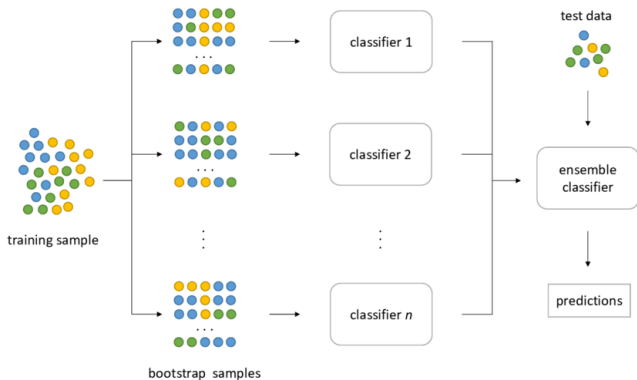 test data
classifier 1
...
classifier 2
ensemble
classifier
...
training sample
predictions
classifier n
...
bootstrap samples